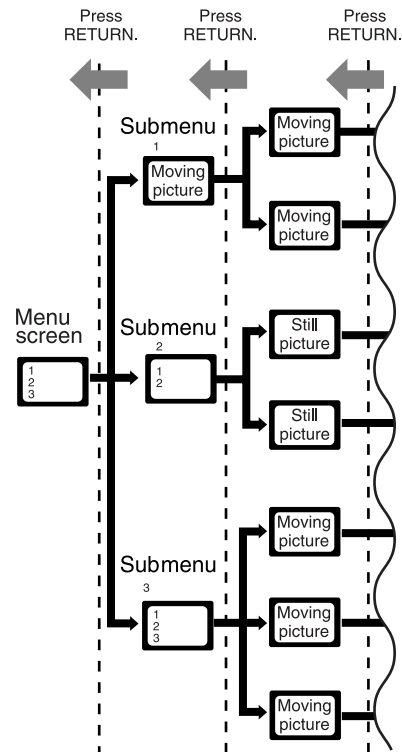 Press
RETURN.
Press
RETURN.
Press
RETURN.
Submenu
1
Moving
picture
Moving
picture
Moving
picture
Menu
screen
1
2
3
Submenu
2
1
2
Still
picture
Still
picture
Submenu
3
1
2
3
Moving
picture
Moving
picture
Moving
picture